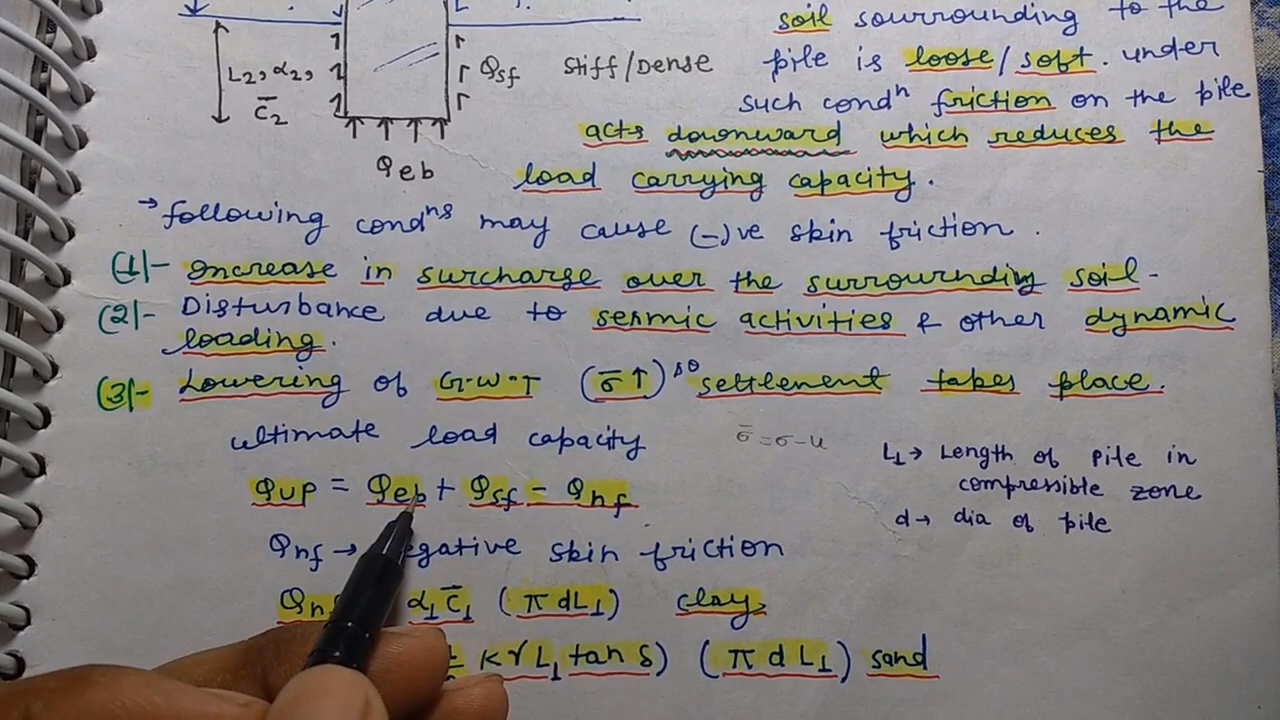 soil sourrounding to the
L2, α2, Qsf Stiff/Dense pile is loose/soft. under
C̄2 such condn friction on the pile
acts downward which reduces the
Qeb load carrying capacity.
→ following condns may cause (-)ve skin friction.
(1)- Increase in surcharge over the surrounding soil-
(2)- Disturbance due to sesmic activities & other dynamic
loading.
(3)- Lowering of G.W.T (σ̄↑) so settlement takes place.
ultimate load capacity σ̄ = σ-u
L1 → Length of pile in
compressible zone
Qup = Qeb + Qsf - Qnf
d → dia of pile
Qnf → negative skin friction
Qnf α1 C̄1 (π d L1) clay
KγL1 tan δ) (π d L1) sand